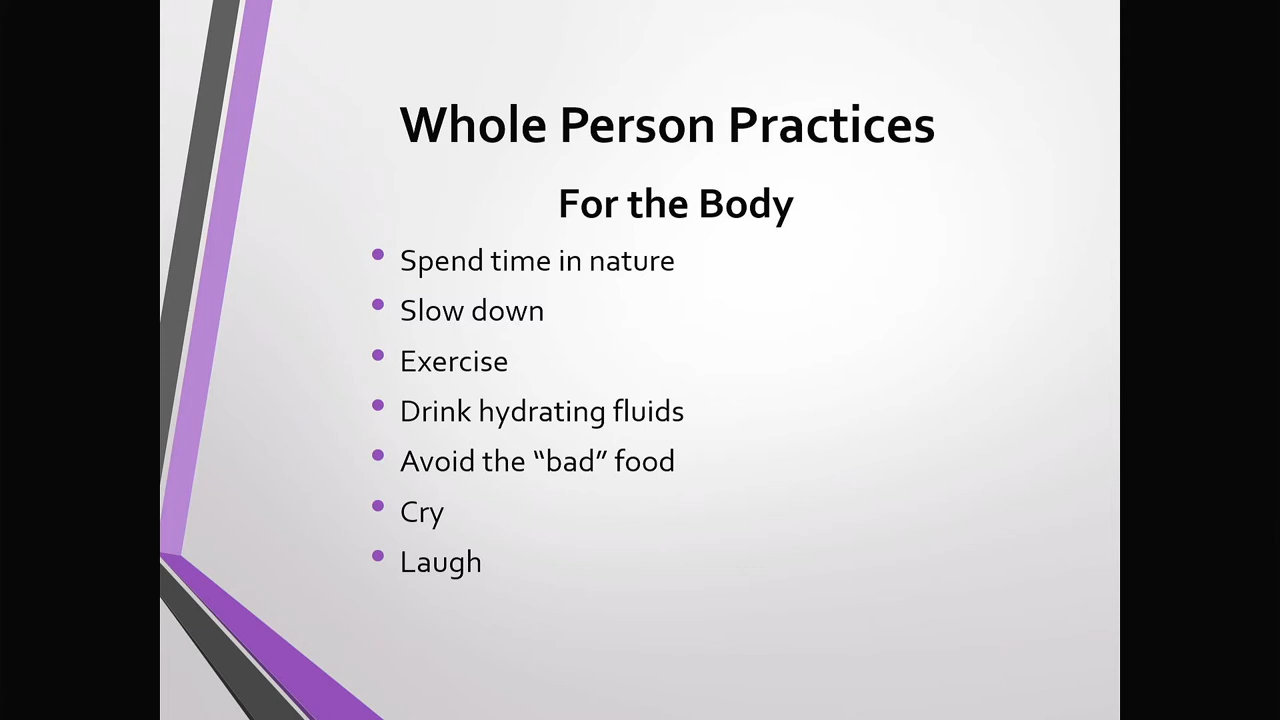 Whole Person Practices
For the Body
• Spend time in nature
• Slow down
• Exercise
• Drink hydrating fluids
• Avoid the “bad” food
• Cry
• Laugh